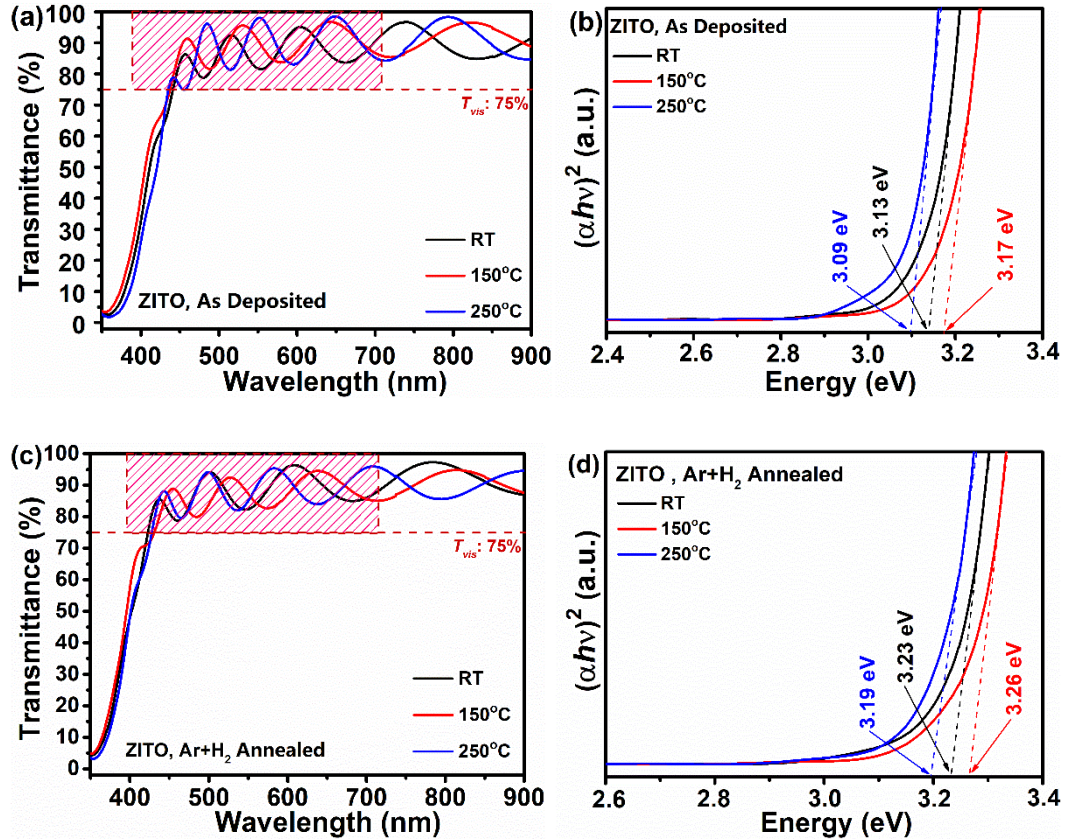 (a)
Transmittance (%)
100
90
80
70
60
50
40
30
20
10
0
T_vis: 75%
RT
150°C
250°C
ZITO, As Deposited
400 500 600 700 800 900
Wavelength (nm)
(b)
ZITO, As Deposited
RT
150°C
250°C
(αhν)² (a.u.)
3.09 eV
3.13 eV
3.17 eV
2.4 2.6 2.8 3.0 3.2 3.4
Energy (eV)
(c)
Transmittance (%)
100
90
80
70
60
50
40
30
20
10
0
T_vis: 75%
RT
150°C
250°C
ZITO, Ar+H₂ Annealed
400 500 600 700 800 900
Wavelength (nm)
(d)
ZITO , Ar+H₂ Annealed
RT
150°C
250°C
(αhν)² (a.u.)
3.19 eV
3.23 eV
3.26 eV
2.6 2.8 3.0 3.2 3.4
Energy (eV)